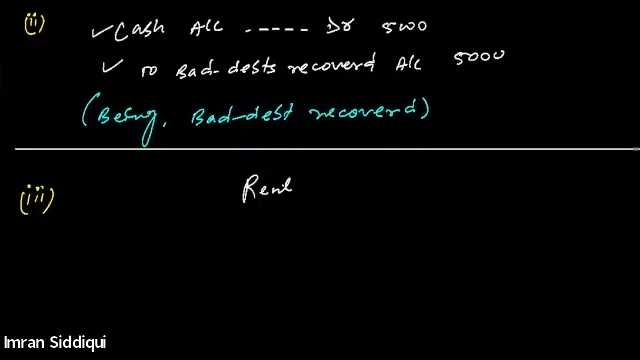 (ii) ✓ Cash A/c ----- Dr 5000
✓ To Bad-debts recoverd A/c 5000
(Being, Bad-debt recoverd)
(iii) Rent
Imran Siddiqui